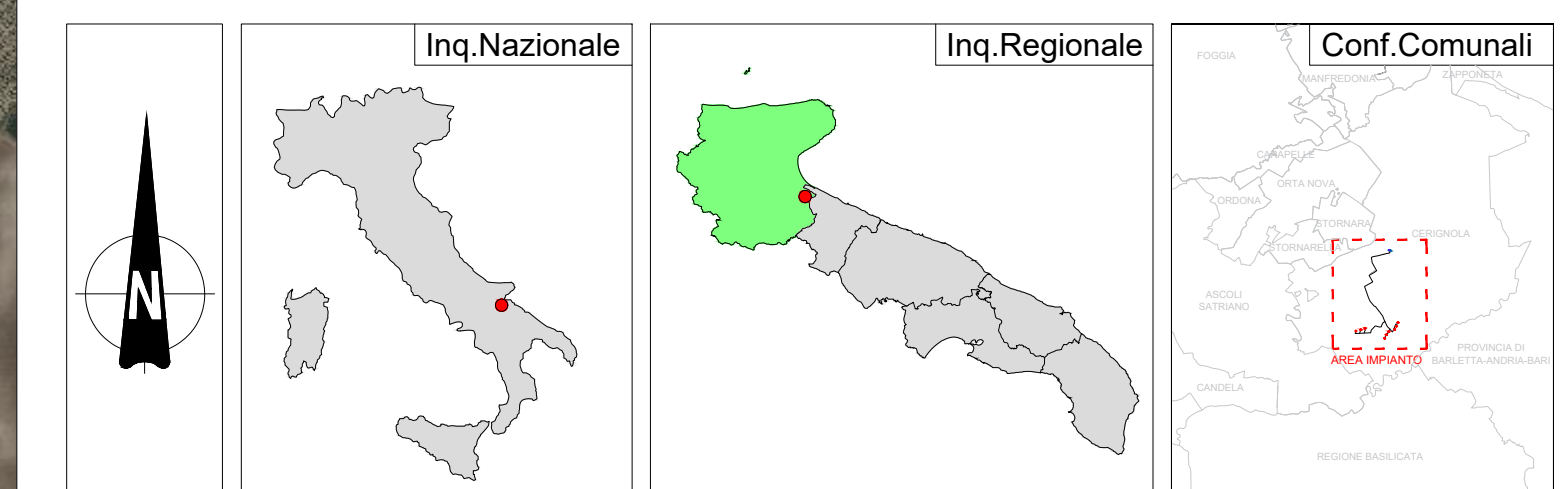 N
Inq.Nazionale
Inq.Regionale
Conf.Comunali
FOGGIA
MANFREDONIA
ZAPPONETA
CARAPELLE
ORTA NOVA
ORDONA
STORNARA
CERIGNOLA
STORNARELLA
ASCOLI
SATRIANO
AREA IMPIANTO
PROVINCIA DI
BARLETTA-ANDRIA-BARI
CANDELA
REGIONE BASILICATA